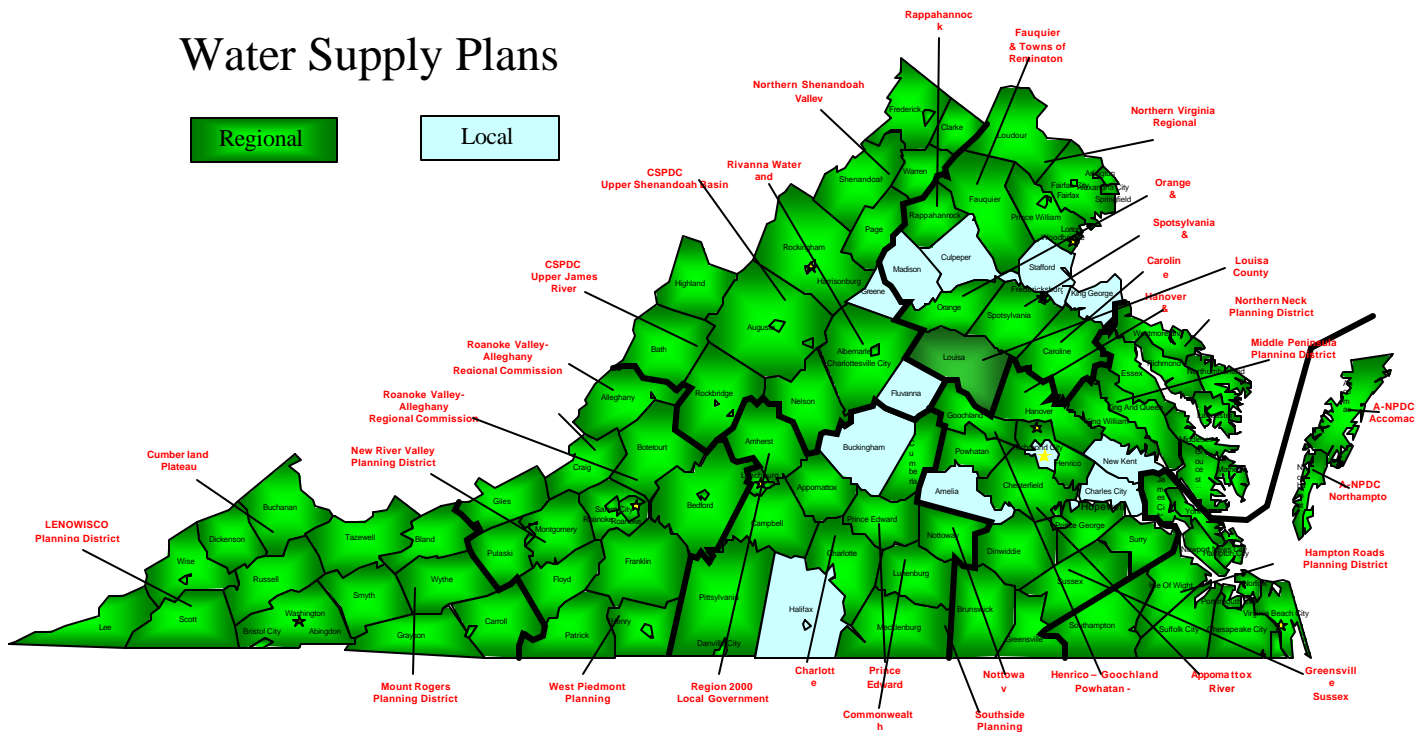 Water Supply Plans
Regional
Local
Rappahannoc
k
Fauquier
& Towns of
Remington
Northern Shenandoah
Valley
Northern Virginia
Regional
CSPDC
Upper Shenandoah Basin
Rivanna Water
and
Orange
&
Spotsylvania
&
Carolin
e
Louisa
County
Hanover
&
Northern Neck
Planning District
Middle Peninsula
Planning District
CSPDC
Upper James
River
Roanoke Valley-
Alleghany
Regional Commission
Roanoke Valley-
Alleghany
Regional Commission
New River Valley
Planning District
Cumberland
Plateau
LENOWISCO
Planning District
A-NPDC
Accomac
A-NPDC
Northampto
Hampton Roads
Planning District
Mount Rogers
Planning District
West Piedmont
Planning
Region 2000
Local Government
Charlott
e
Prince
Edward
Commonwealt
h
Nottowa
y
Southside
Planning
Henrico – Goochland
Powhatan -
Appomattox
River
Greensvill
e
Sussex
Frederick
Clarke
Loudour
Shenandoah
Warren
Fauquier
Arlington
Fairfax City
Alexandria City
Fairfax
Springfield
Prince William
Rappahannock
Page
Rockingham
Harrisonburg
Madison
Culpeper
Stafford
Greene
Fredericksburg
King George
Highland
Orange
Spotsylvania
Augusta
Bath
Albemarle
Charlottesville City
Louisa
Caroline
Essex
Richmond
Alleghany
Rockbridge
Nelson
Fluvanna
Goochland
Hanover
King And Queen
King William
Botetourt
Amherst
Buckingham
Powhatan
Henrico
New Kent
Craig
Appomattox
Amelia
Chesterfield
Charles City
Buchanan
Giles
Bedford
Campbell
Prince Edward
Nottoway
Prince George
Surry
Dickenson
Tazewell
Bland
Pulaski
Montgomery
Salem City
Roanoke
Roanoke
Franklin
Charlotte
Lunenburg
Dinwiddie
Wise
Russell
Smyth
Wythe
Floyd
Pittsylvania
Halifax
Sussex
Isle Of Wight
Norfolk
Virginia Beach City
Lee
Scott
Washington
Bristol City
Abingdon
Grayson
Carroll
Patrick
Henry
Danville City
Mecklenburg
Brunswick
Greensville
Southampton
Suffolk City
Chesapeake City